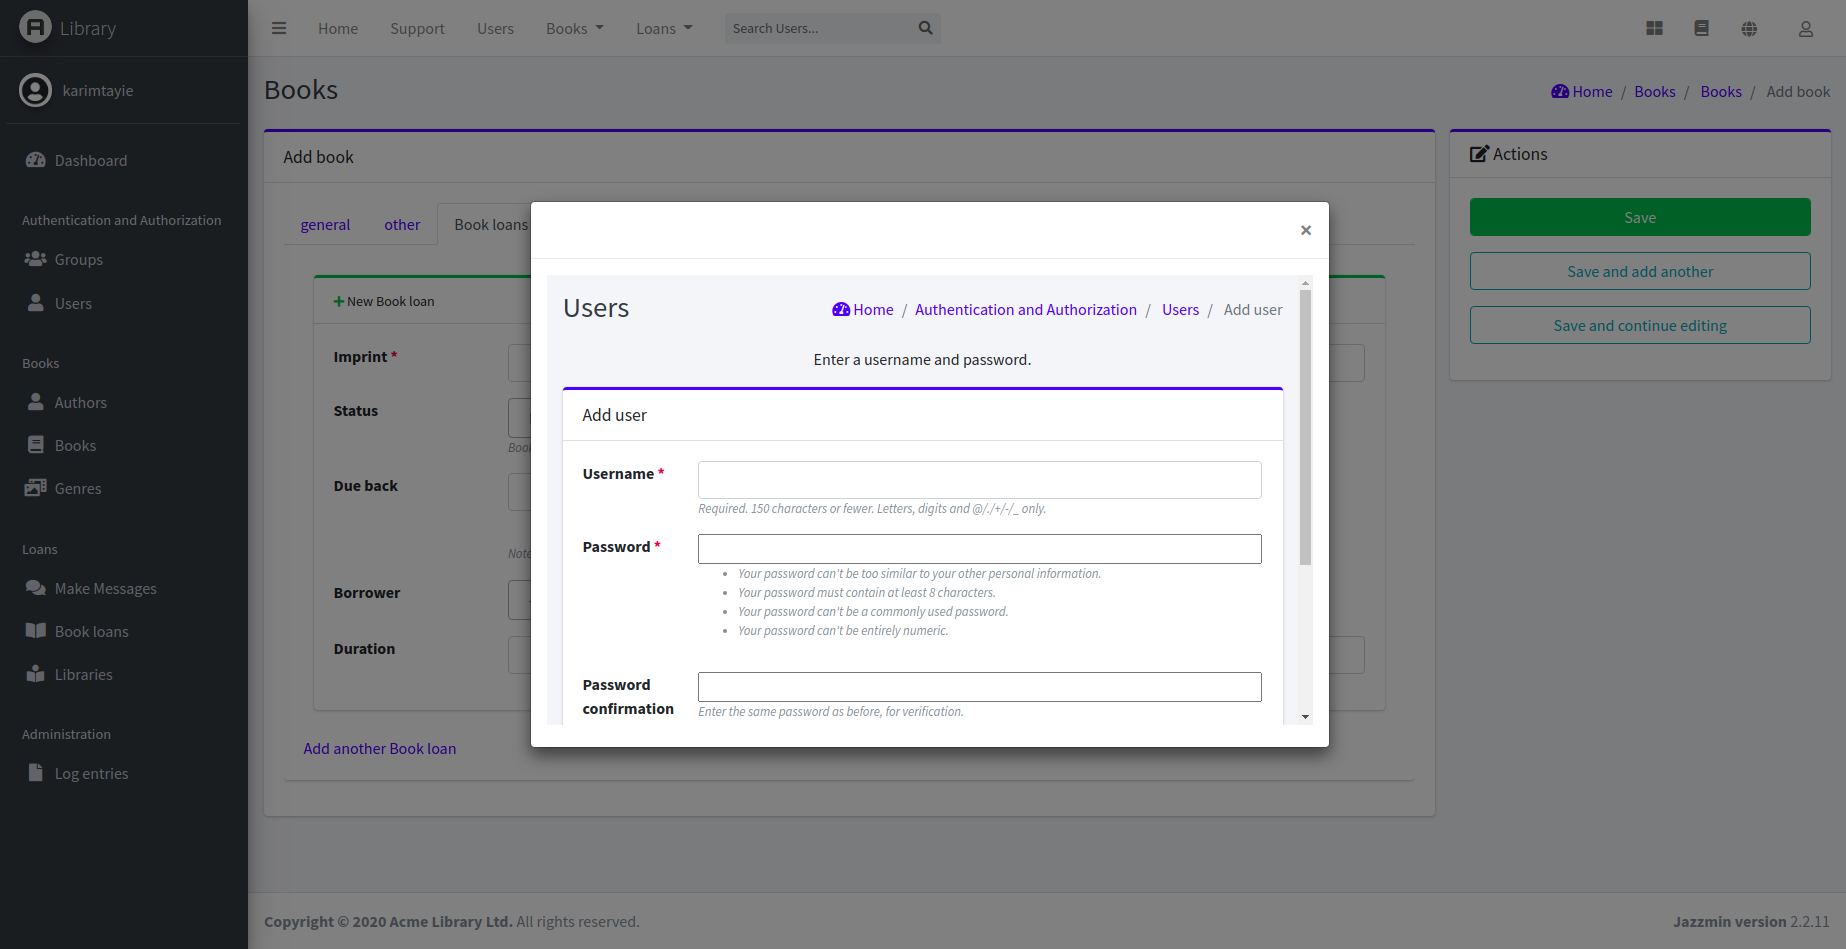 Library
Home Support Users Books Loans Search Users...
karimtayie
Dashboard
Authentication and Authorization
Groups
Users
Books
Authors
Books
Genres
Loans
Make Messages
Book loans
Libraries
Administration
Log entries
Books
Home / Books / Books / Add book
Add book
general other Book loans
New Book loan
Imprint *
Status
Due back
Note
Borrower
Duration
Add another Book loan
Actions
Save
Save and add another
Save and continue editing
×
Users
Home / Authentication and Authorization / Users / Add user
Enter a username and password.
Add user
Username *
Required. 150 characters or fewer. Letters, digits and @/./+/-/_ only.
Password *
• Your password can't be too similar to your other personal information.
• Your password must contain at least 8 characters.
• Your password can't be a commonly used password.
• Your password can't be entirely numeric.
Password
confirmation
Enter the same password as before, for verification.
Copyright © 2020 Acme Library Ltd. All rights reserved.
Jazzmin version 2.2.11